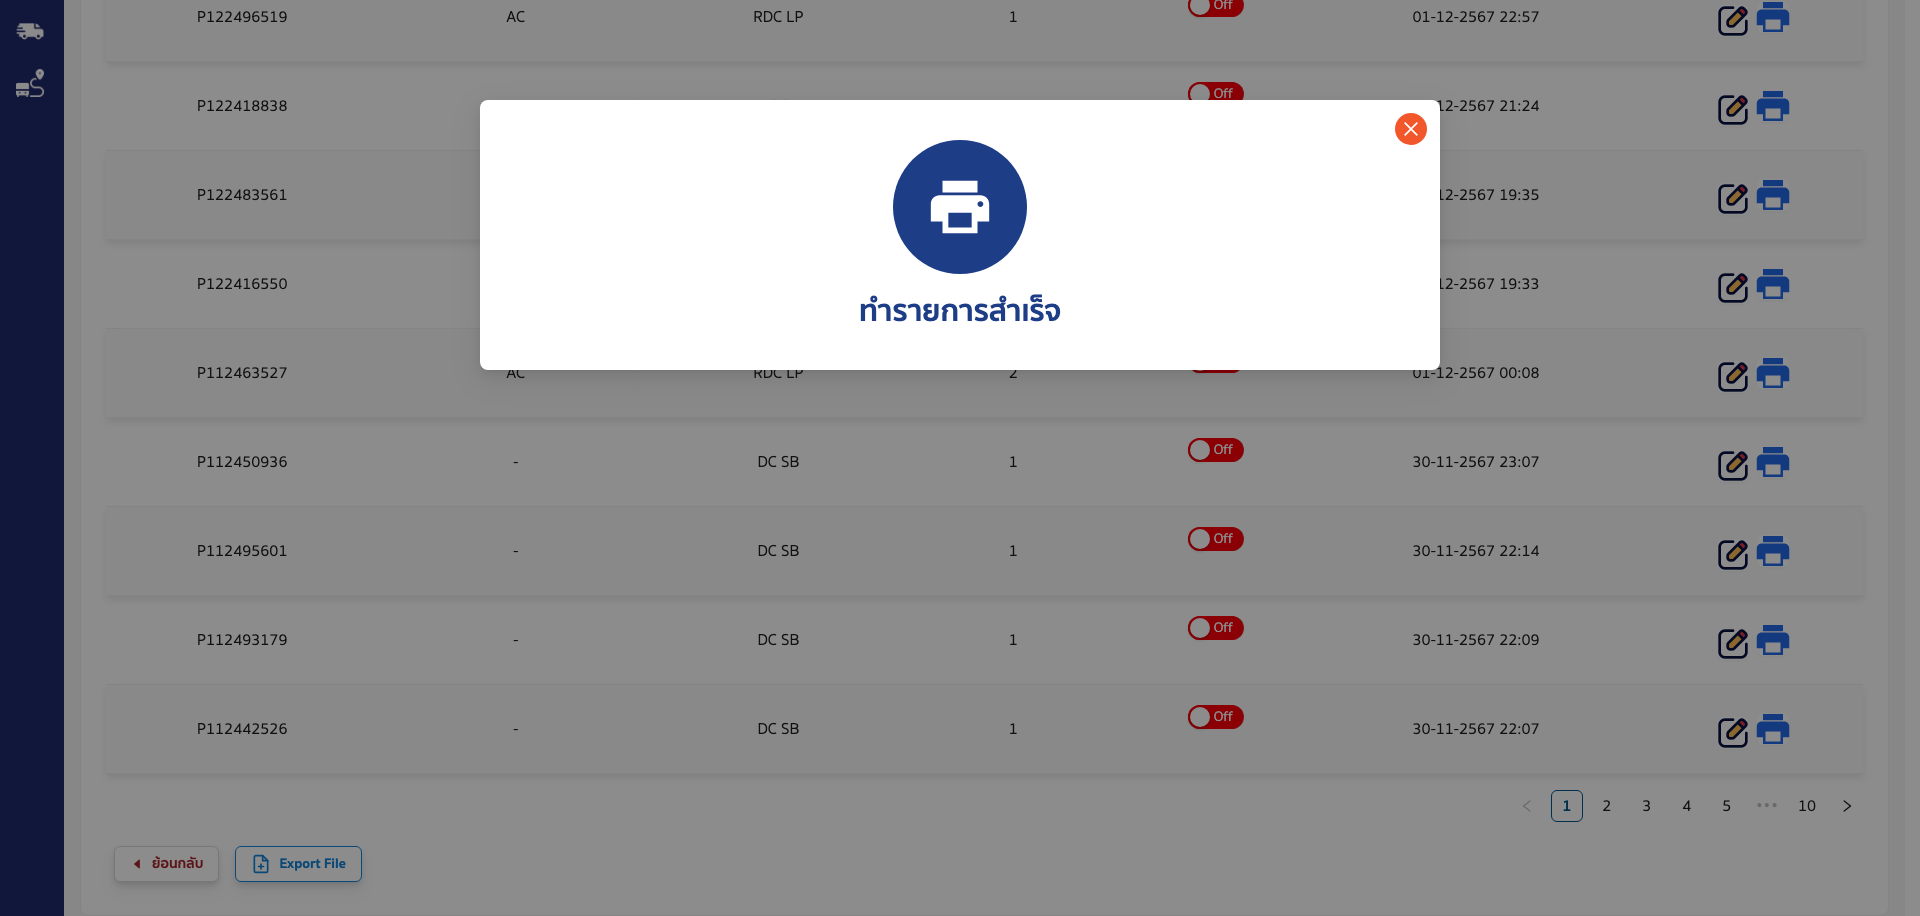 P122496519 AC RDC LP 1 Off 01-12-2567 22:57
P122418838 Off 12-2567 21:24
P122483561 12-2567 19:35
P122416550 12-2567 19:33
ทำรายการสำเร็จ
P112463527 AC RDC LP 2 01-12-2567 00:08
P112450936 - DC SB 1 Off 30-11-2567 23:07
P112495601 - DC SB 1 Off 30-11-2567 22:14
P112493179 - DC SB 1 Off 30-11-2567 22:09
P112442526 - DC SB 1 Off 30-11-2567 22:07
1 2 3 4 5 ••• 10
ย้อนกลับ Export File